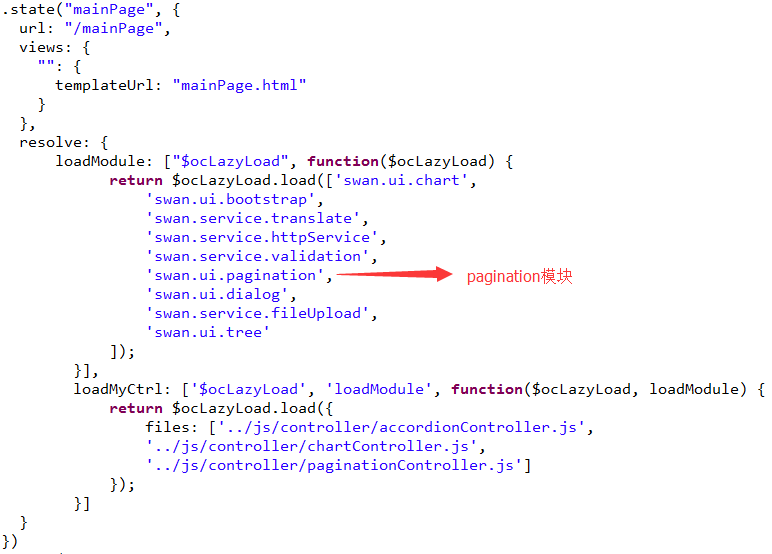 .state("mainPage", {
  url: "/mainPage",
  views: {
    "": {
      templateUrl: "mainPage.html"
    }
  },
  resolve: {
      loadModule: ["$ocLazyLoad", function($ocLazyLoad) {
            return $ocLazyLoad.load(['swan.ui.chart',
                'swan.ui.bootstrap',
                'swan.service.translate',
                'swan.service.httpService',
                'swan.service.validation',
                'swan.ui.pagination', pagination模块
                'swan.ui.dialog',
                'swan.service.fileUpload',
                'swan.ui.tree'
            ]);
        }],
        loadMyCtrl: ['$ocLazyLoad', 'loadModule', function($ocLazyLoad, loadModule) {
            return $ocLazyLoad.load({
                files: ['../js/controller/accordionController.js',
                '../js/controller/chartController.js',
                '../js/controller/paginationController.js']
            });
        }]
  }
})